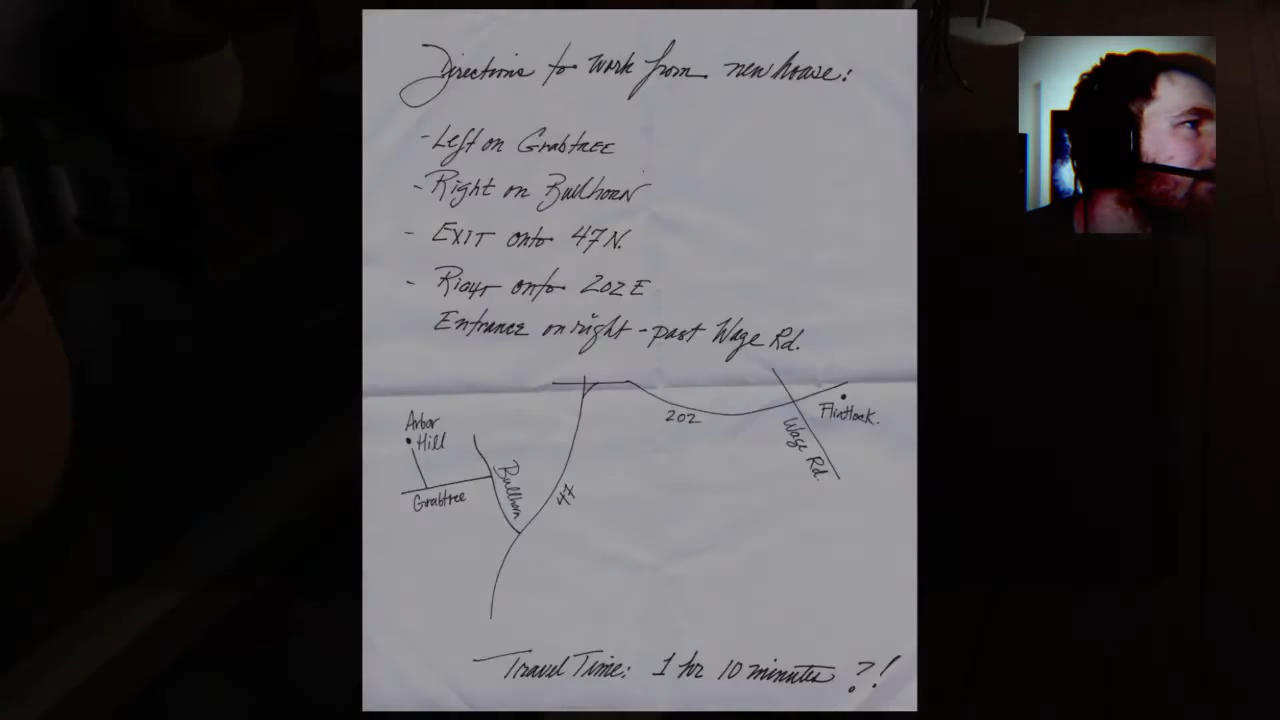 Directions to work from new house:
- Left on Grabtree
- Right on Bullhorn
- Exit onto 47 N.
- Right onto 202 E
Entrance on right - past Wage Rd.
202
Flintlock.
Wage Rd.
Arbor
Hill
Bullhorn
47
Grabtree
Travel Time: 1 hr 10 minutes ?!